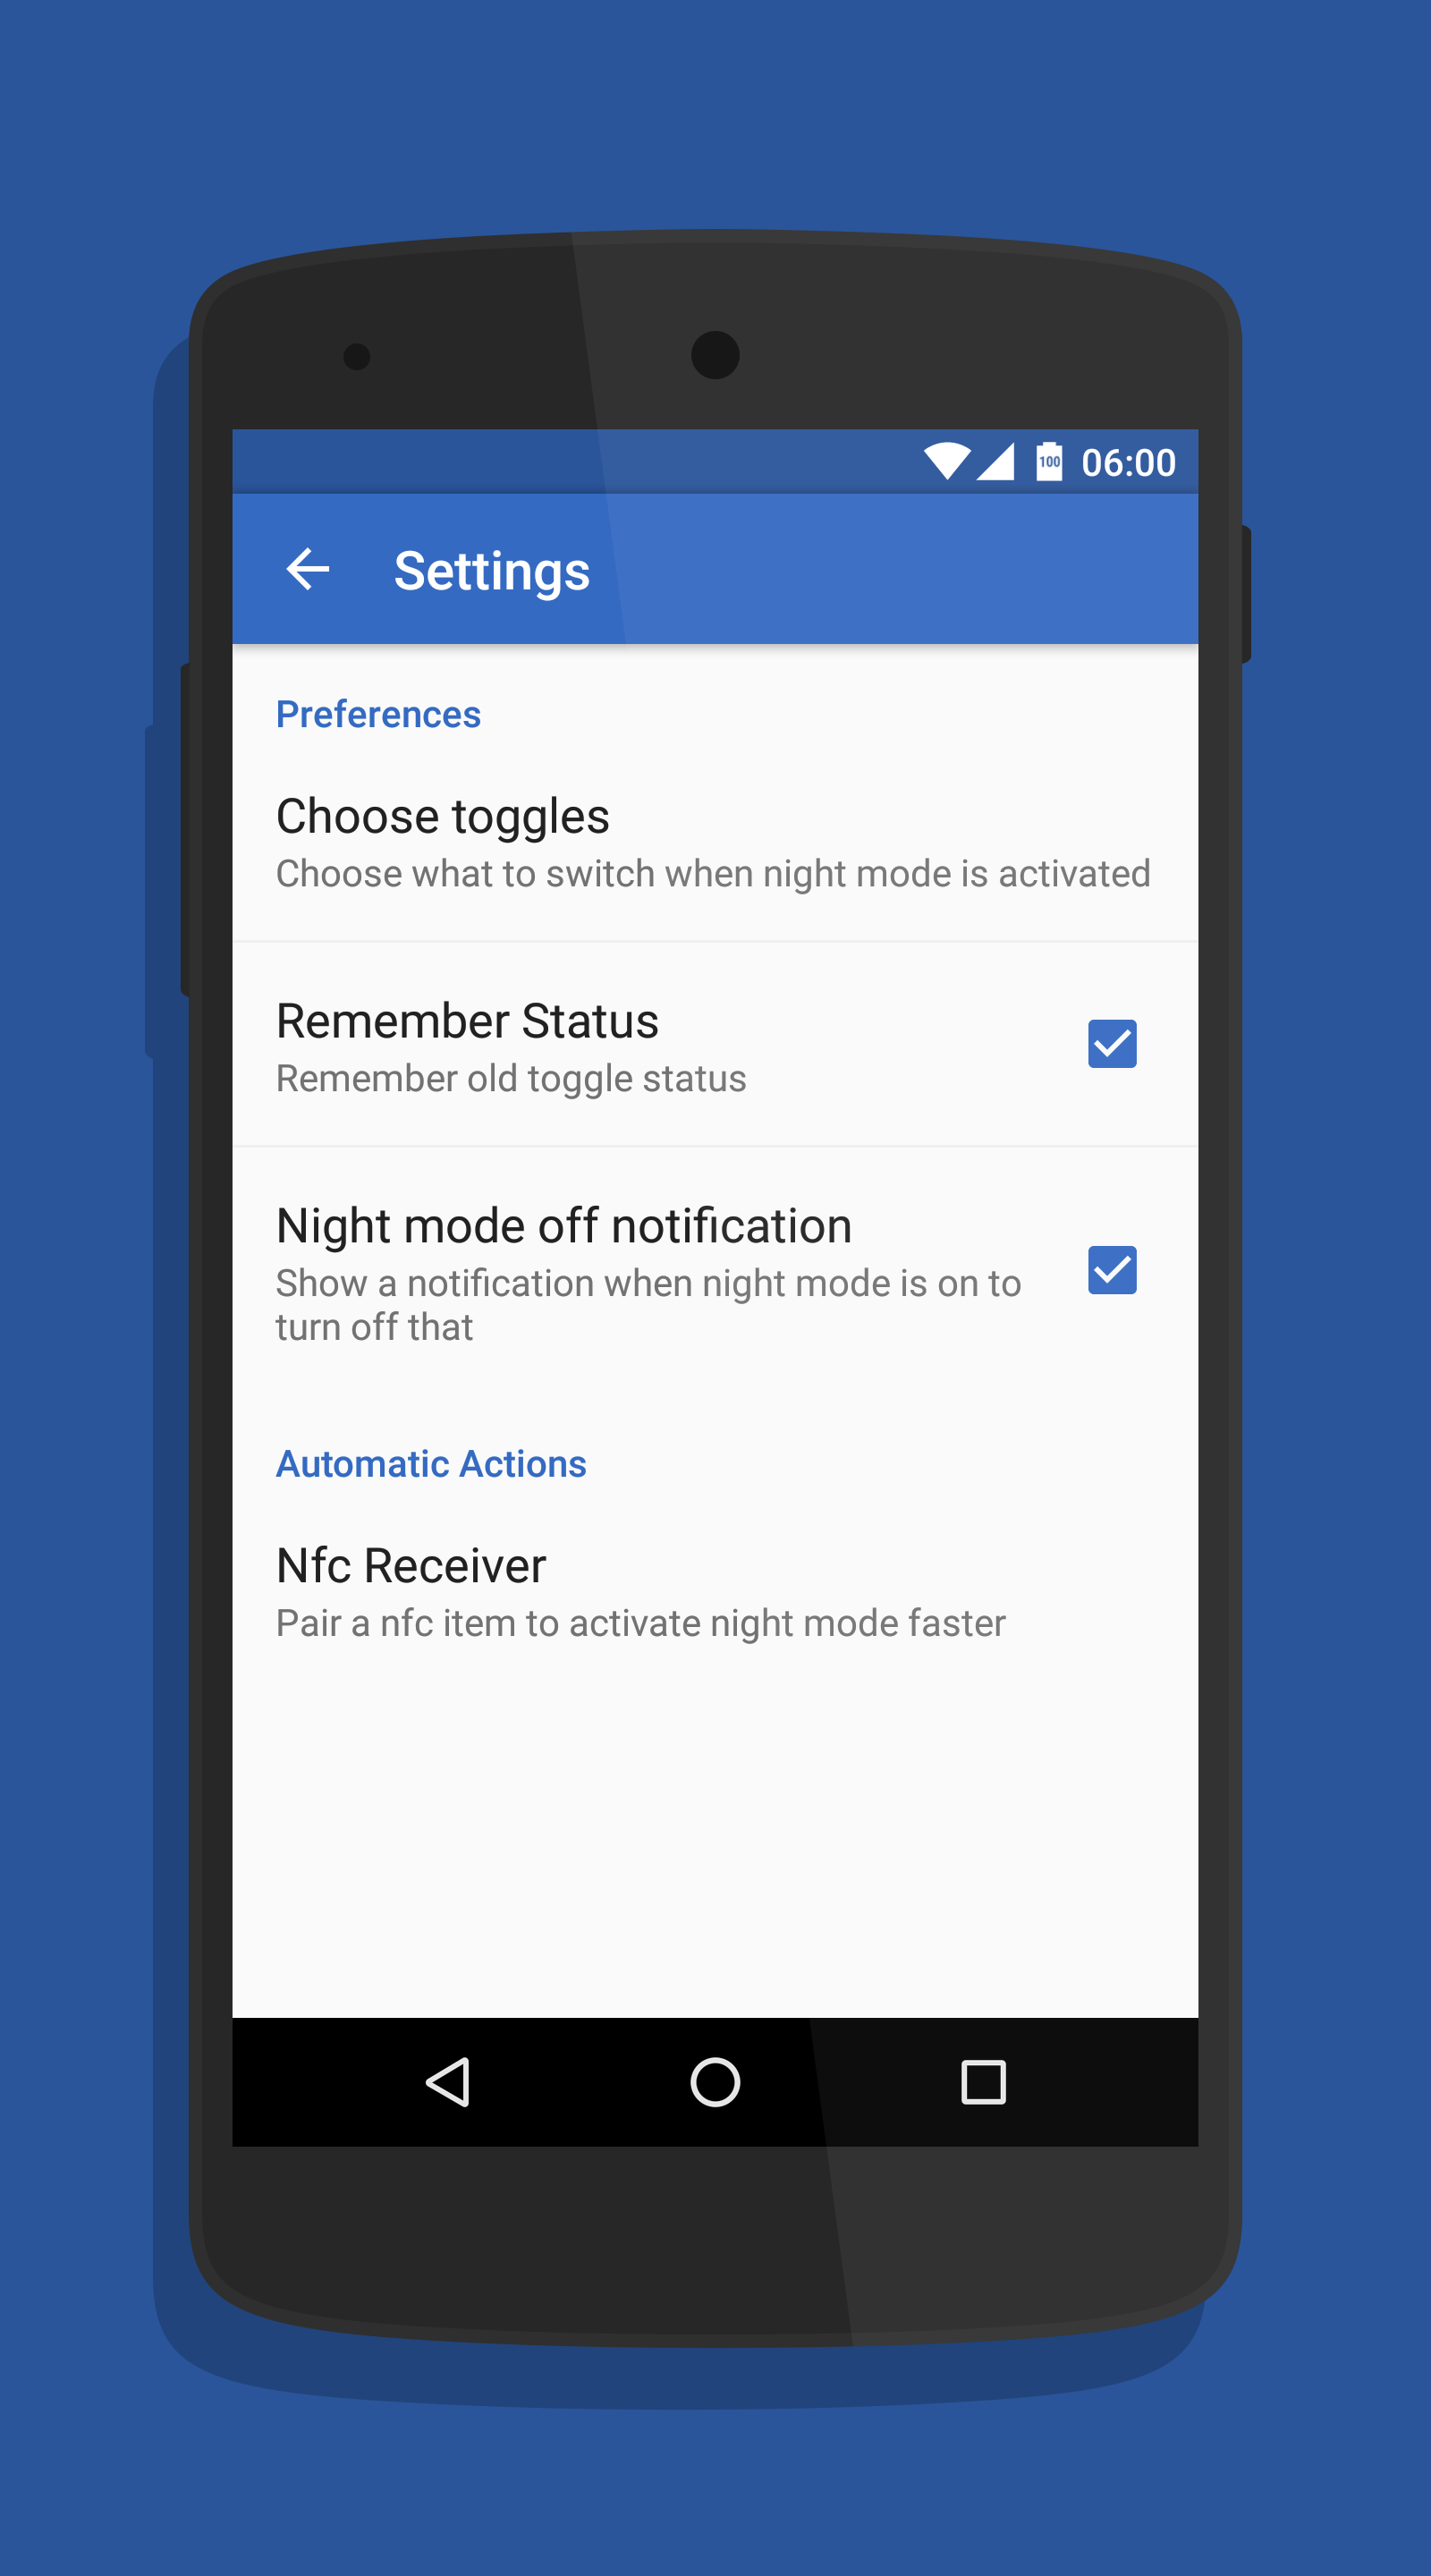 100 06:00
Settings
Preferences
Choose toggles
Choose what to switch when night mode is activated
Remember Status
Remember old toggle status
Night mode off notification
Show a notification when night mode is on to
turn off that
Automatic Actions
Nfc Receiver
Pair a nfc item to activate night mode faster